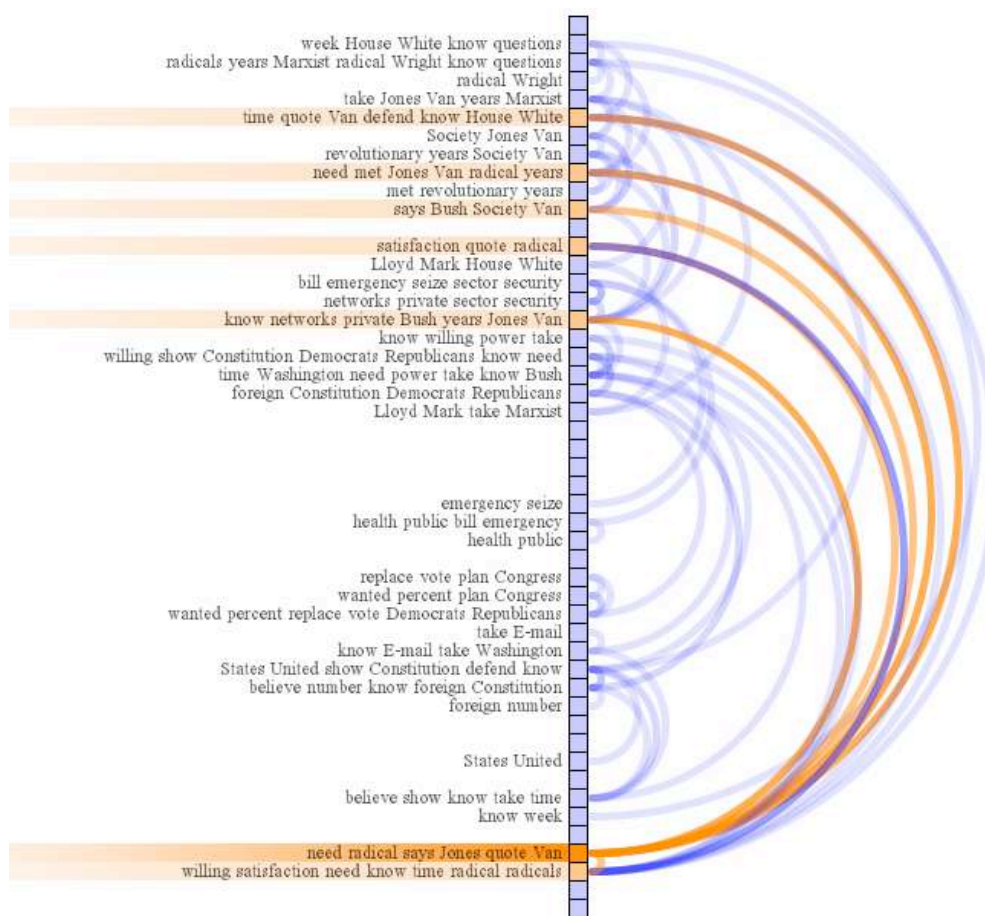 week House White know questions
radicals years Marxist radical Wright know questions
radical Wright
take Jones Van years Marxist
time quote Van defend know House White
Society Jones Van
revolutionary years Society Van
need met Jones Van radical years
met revolutionary years
says Bush Society Van
satisfaction quote radical
Lloyd Mark House White
bill emergency seize sector security
networks private sector security
know networks private Bush years Jones Van
know willing power take
willing show Constitution Democrats Republicans know need
time Washington need power take know Bush
foreign Constitution Democrats Republicans
Lloyd Mark take Marxist
emergency seize
health public bill emergency
health public
replace vote plan Congress
wanted percent plan Congress
wanted percent replace vote Democrats Republicans
take E-mail
know E-mail take Washington
States United show Constitution defend know
believe number know foreign Constitution
foreign number
States United
believe show know take time
know week
need radical says Jones quote Van
willing satisfaction need know time radical radicals